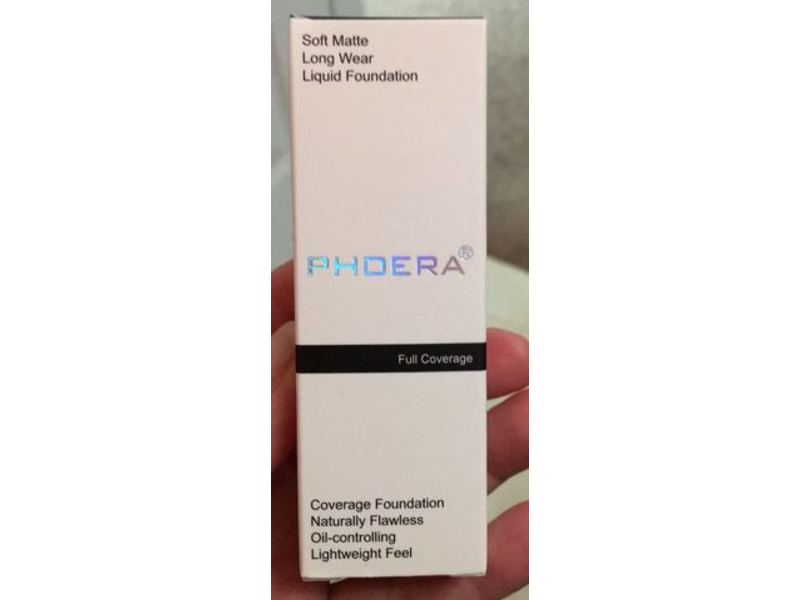 Soft Matte
Long Wear
Liquid Foundation
PHOERA®
Full Coverage
Coverage Foundation
Naturally Flawless
Oil-controlling
Lightweight Feel